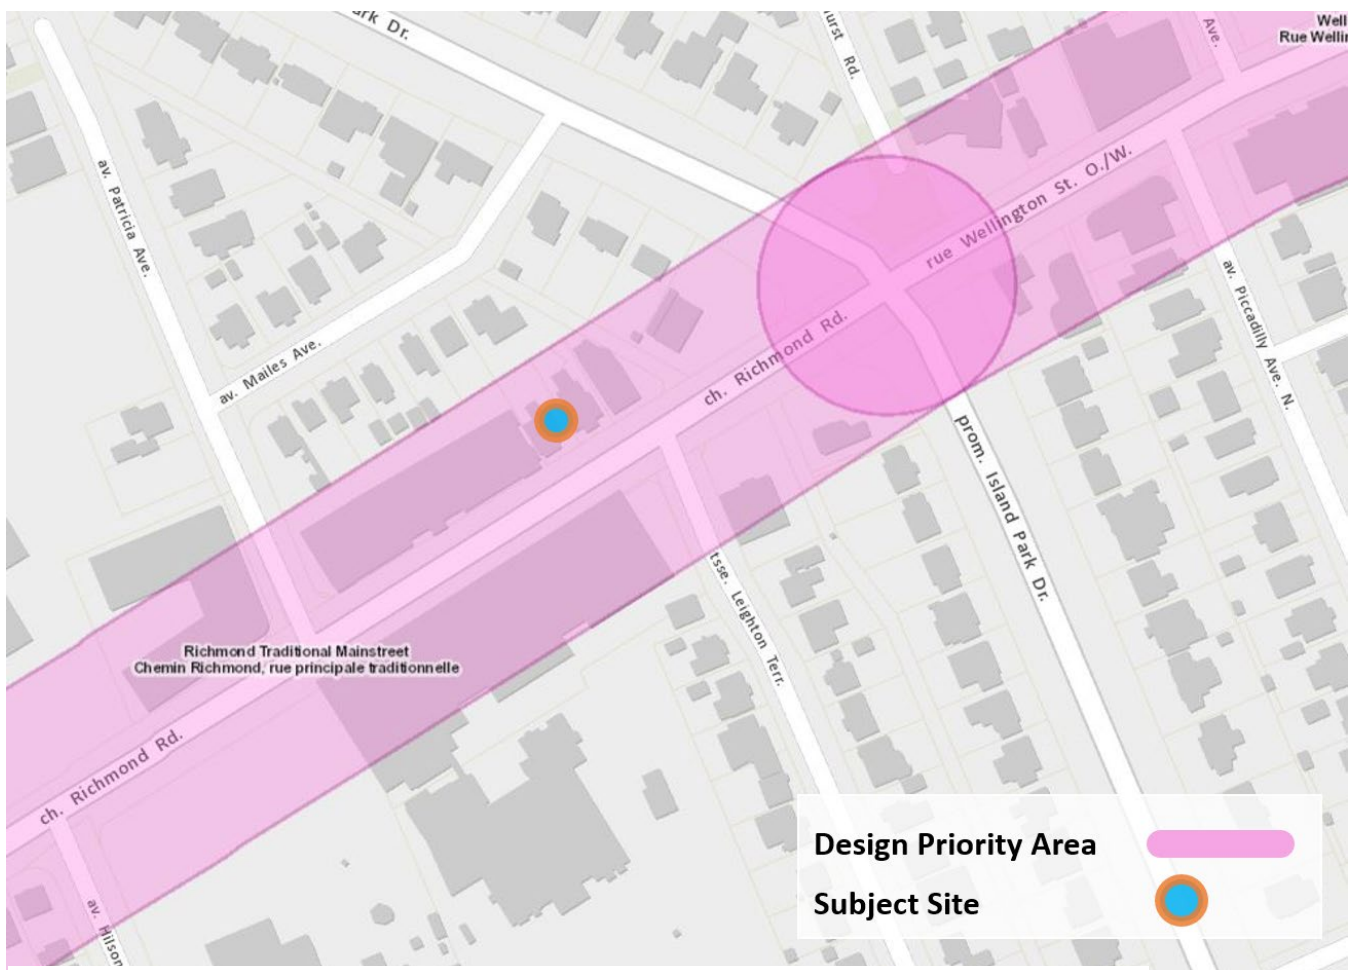 ark Dr.
urst Rd.
Ave.
Well
Rue Wellin
av. Patricia Ave.
rue Wellington St. O./W.
av. Piccadilly Ave. N.
av. Mailes Ave.
ch. Richmond Rd.
prom. Island Park Dr.
tsse. Leighton Terr.
Richmond Traditional Mainstreet
Chemin Richmond, rue principale traditionnelle
ch. Richmond Rd.
av. Hilson
Design Priority Area
Subject Site